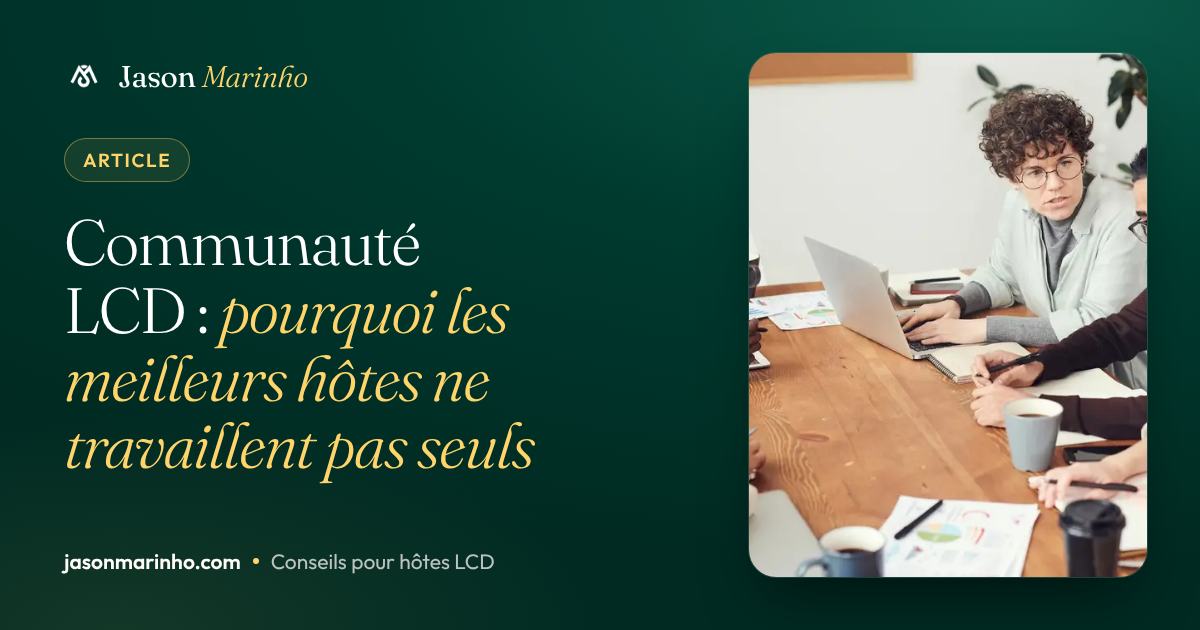 Jason Marinho
ARTICLE
Communauté
LCD : pourquoi les
meilleurs hôtes ne
travaillent pas seuls
jasonmarinho.com • Conseils pour hôtes LCD